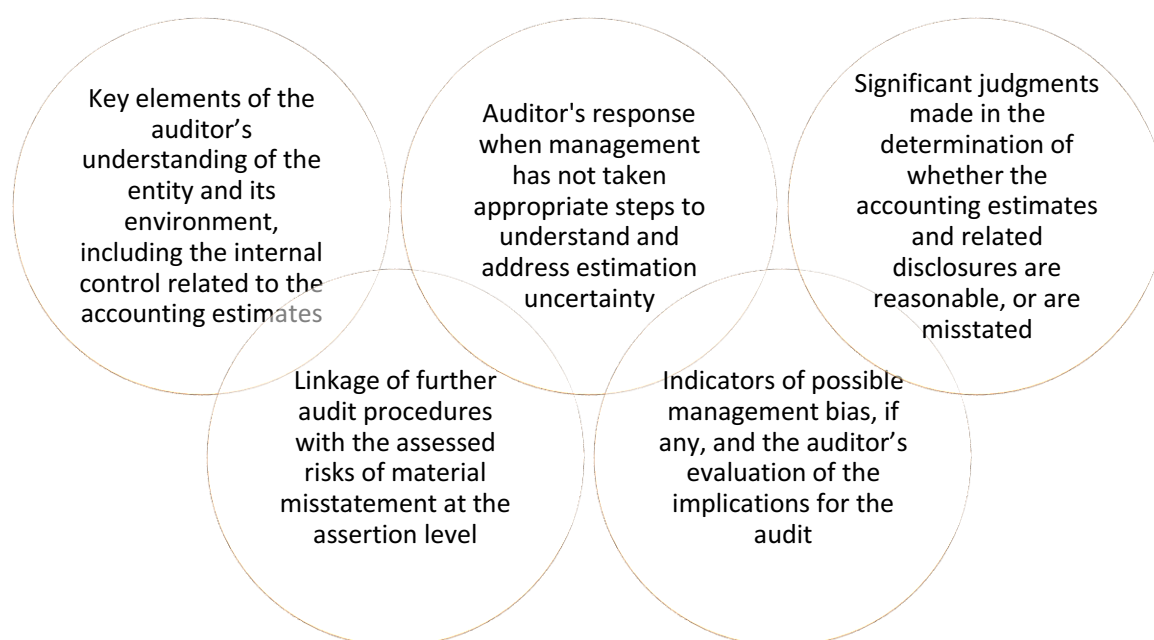 Key elements of the
auditor’s
understanding of the
entity and its
environment,
including the internal
control related to the
accounting estimates
Linkage of further
audit procedures
with the assessed
risks of material
misstatement at the
assertion level
Auditor's response
when management
has not taken
appropriate steps to
understand and
address estimation
uncertainty
Indicators of possible
management bias, if
any, and the auditor’s
evaluation of the
implications for the
audit
Significant judgments
made in the
determination of
whether the
accounting estimates
and related
disclosures are
reasonable, or are
misstated